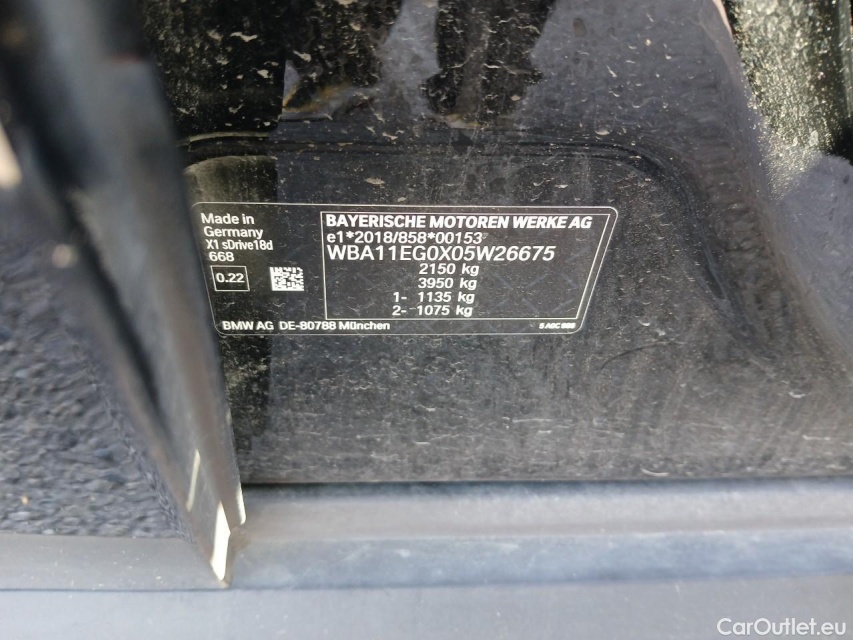 Made in
Germany
X1 sDrive18d
668
0.22
BMW AG DE-80788 München
BAYERISCHE MOTOREN WERKE AG
e1*2018/858*00153
WBA11EG0X05W26675
2150 kg
3950 kg
1- 1135 kg
2- 1075 kg
CarOutlet.eu